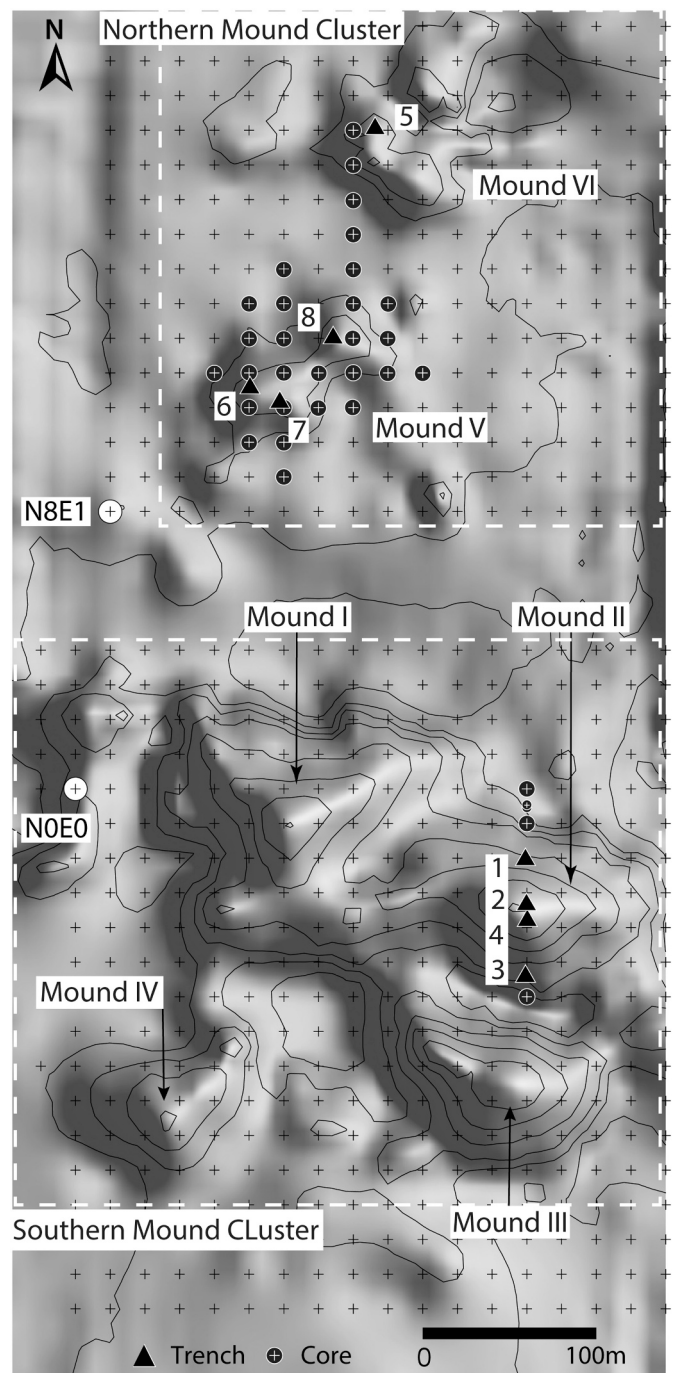 Northern Mound Cluster
N
5
Mound VI
8
6
7
Mound V
N8E1
Mound I
Mound II
N0E0
1
2
4
3
Mound IV
Mound III
Southern Mound CLuster
Trench
Core
0
100m